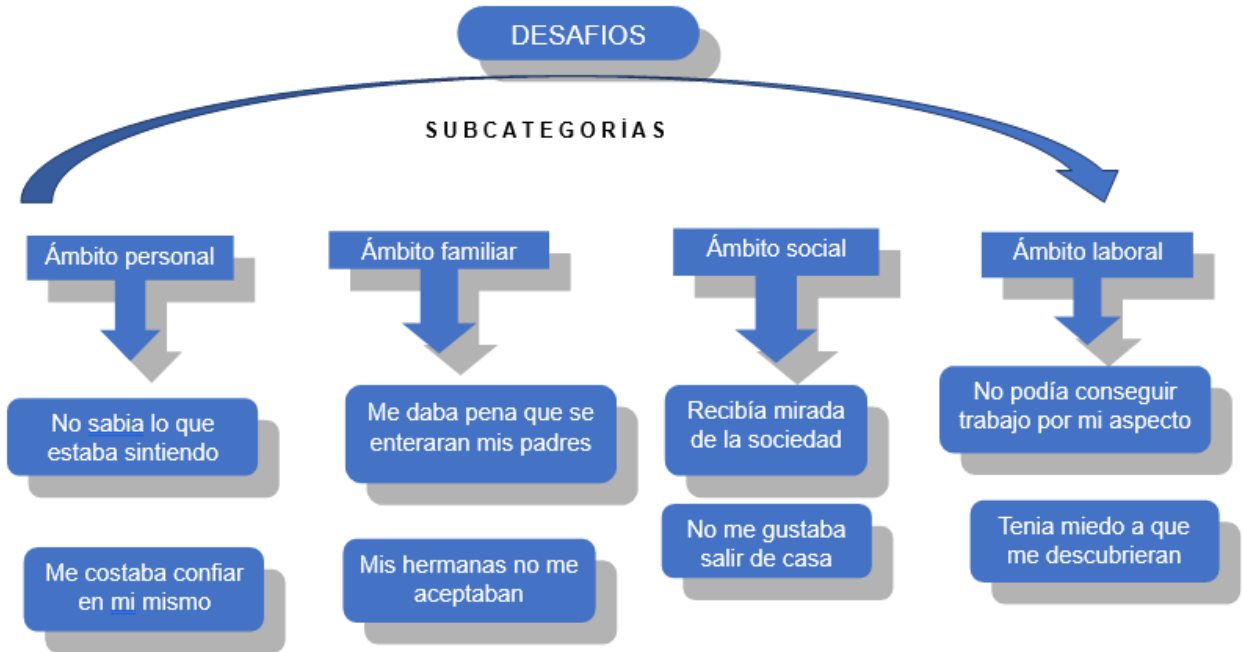 DESAFIOS
SUBCATEGORÍAS
Ámbito personal
Ámbito familiar
Ámbito social
Ámbito laboral
No sabia lo que
estaba sintiendo
Me costaba confiar
en mi mismo
Me daba pena que se
enteraran mis padres
Mis hermanas no me
aceptaban
Recibía mirada
de la sociedad
No me gustaba
salir de casa
No podía conseguir
trabajo por mi aspecto
Tenia miedo a que
me descubrieran